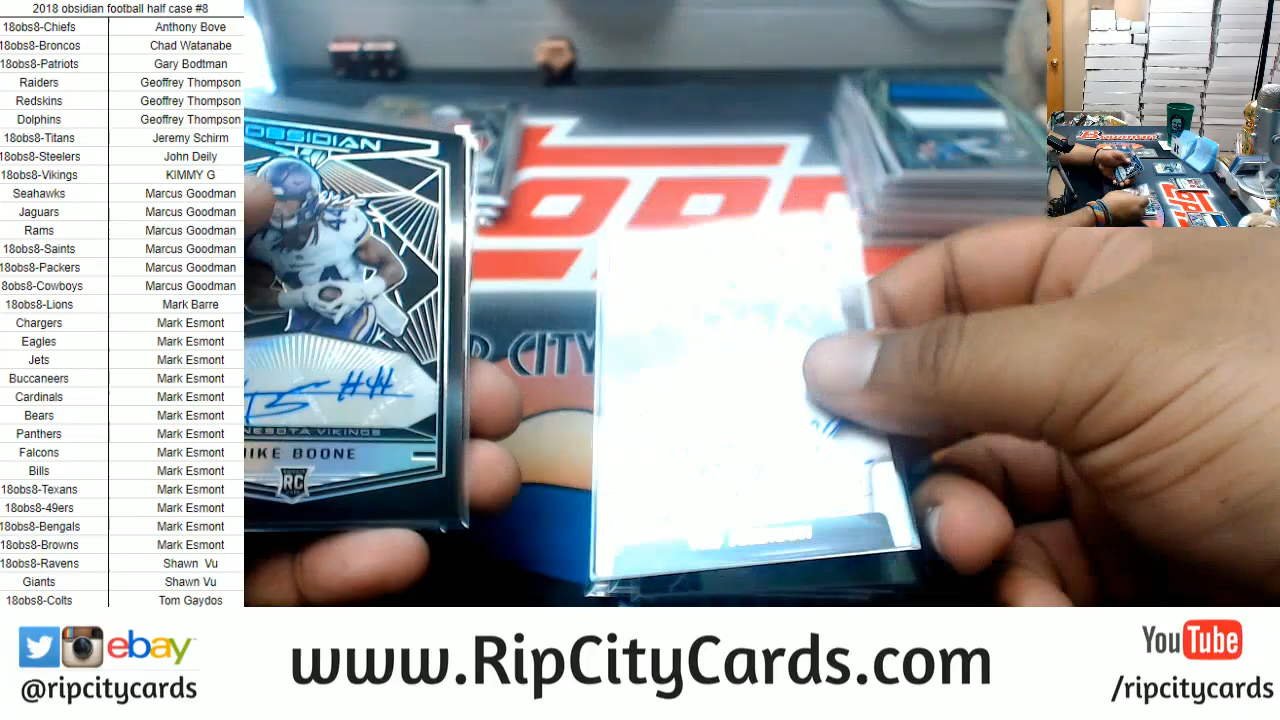 2018 obsidian football half case #8
18obs8-Chiefs Anthony Bove
18obs8-Broncos Chad Watanabe
18obs8-Patriots Gary Bodtman
Raiders Geoffrey Thompson
Redskins Geoffrey Thompson
Dolphins Geoffrey Thompson
18obs8-Titans Jeremy Schirm
18obs8-Steelers John Deily
18obs8-Vikings KIMMY G
Seahawks Marcus Goodman
Jaguars Marcus Goodman
Rams Marcus Goodman
18obs8-Saints Marcus Goodman
18obs8-Packers Marcus Goodman
8obs8-Cowboys Marcus Goodman
18obs8-Lions Mark Barre
Chargers Mark Esmont
Eagles Mark Esmont
Jets Mark Esmont
Buccaneers Mark Esmont
Cardinals Mark Esmont
Bears Mark Esmont
Panthers Mark Esmont
Falcons Mark Esmont
Bills Mark Esmont
18obs8-Texans Mark Esmont
18obs8-49ers Mark Esmont
18obs8-Bengals Mark Esmont
18obs8-Browns Mark Esmont
18obs8-Ravens Shawn Vu
Giants Shawn Vu
18obs8-Colts Tom Gaydos
OBSIDIAN
44
#44
NESOTA VIKINGS
MIKE BOONE
RC
CITY
ebay
@ripcitycards
www.RipCityCards.com
YouTube
/ripcitycards